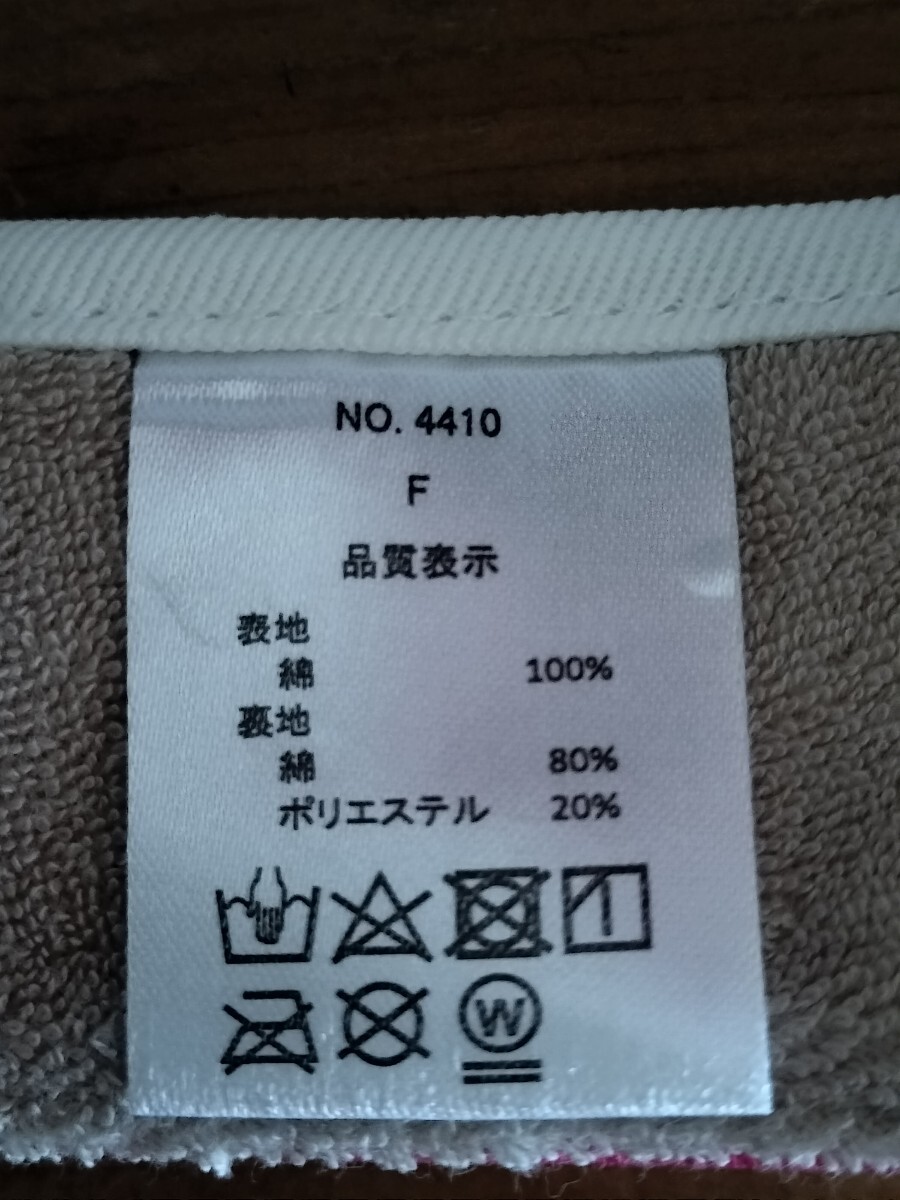 NO. 4410
F
品質表示
表地
綿 100%
裏地
綿 80%
ポリエステル 20%
W